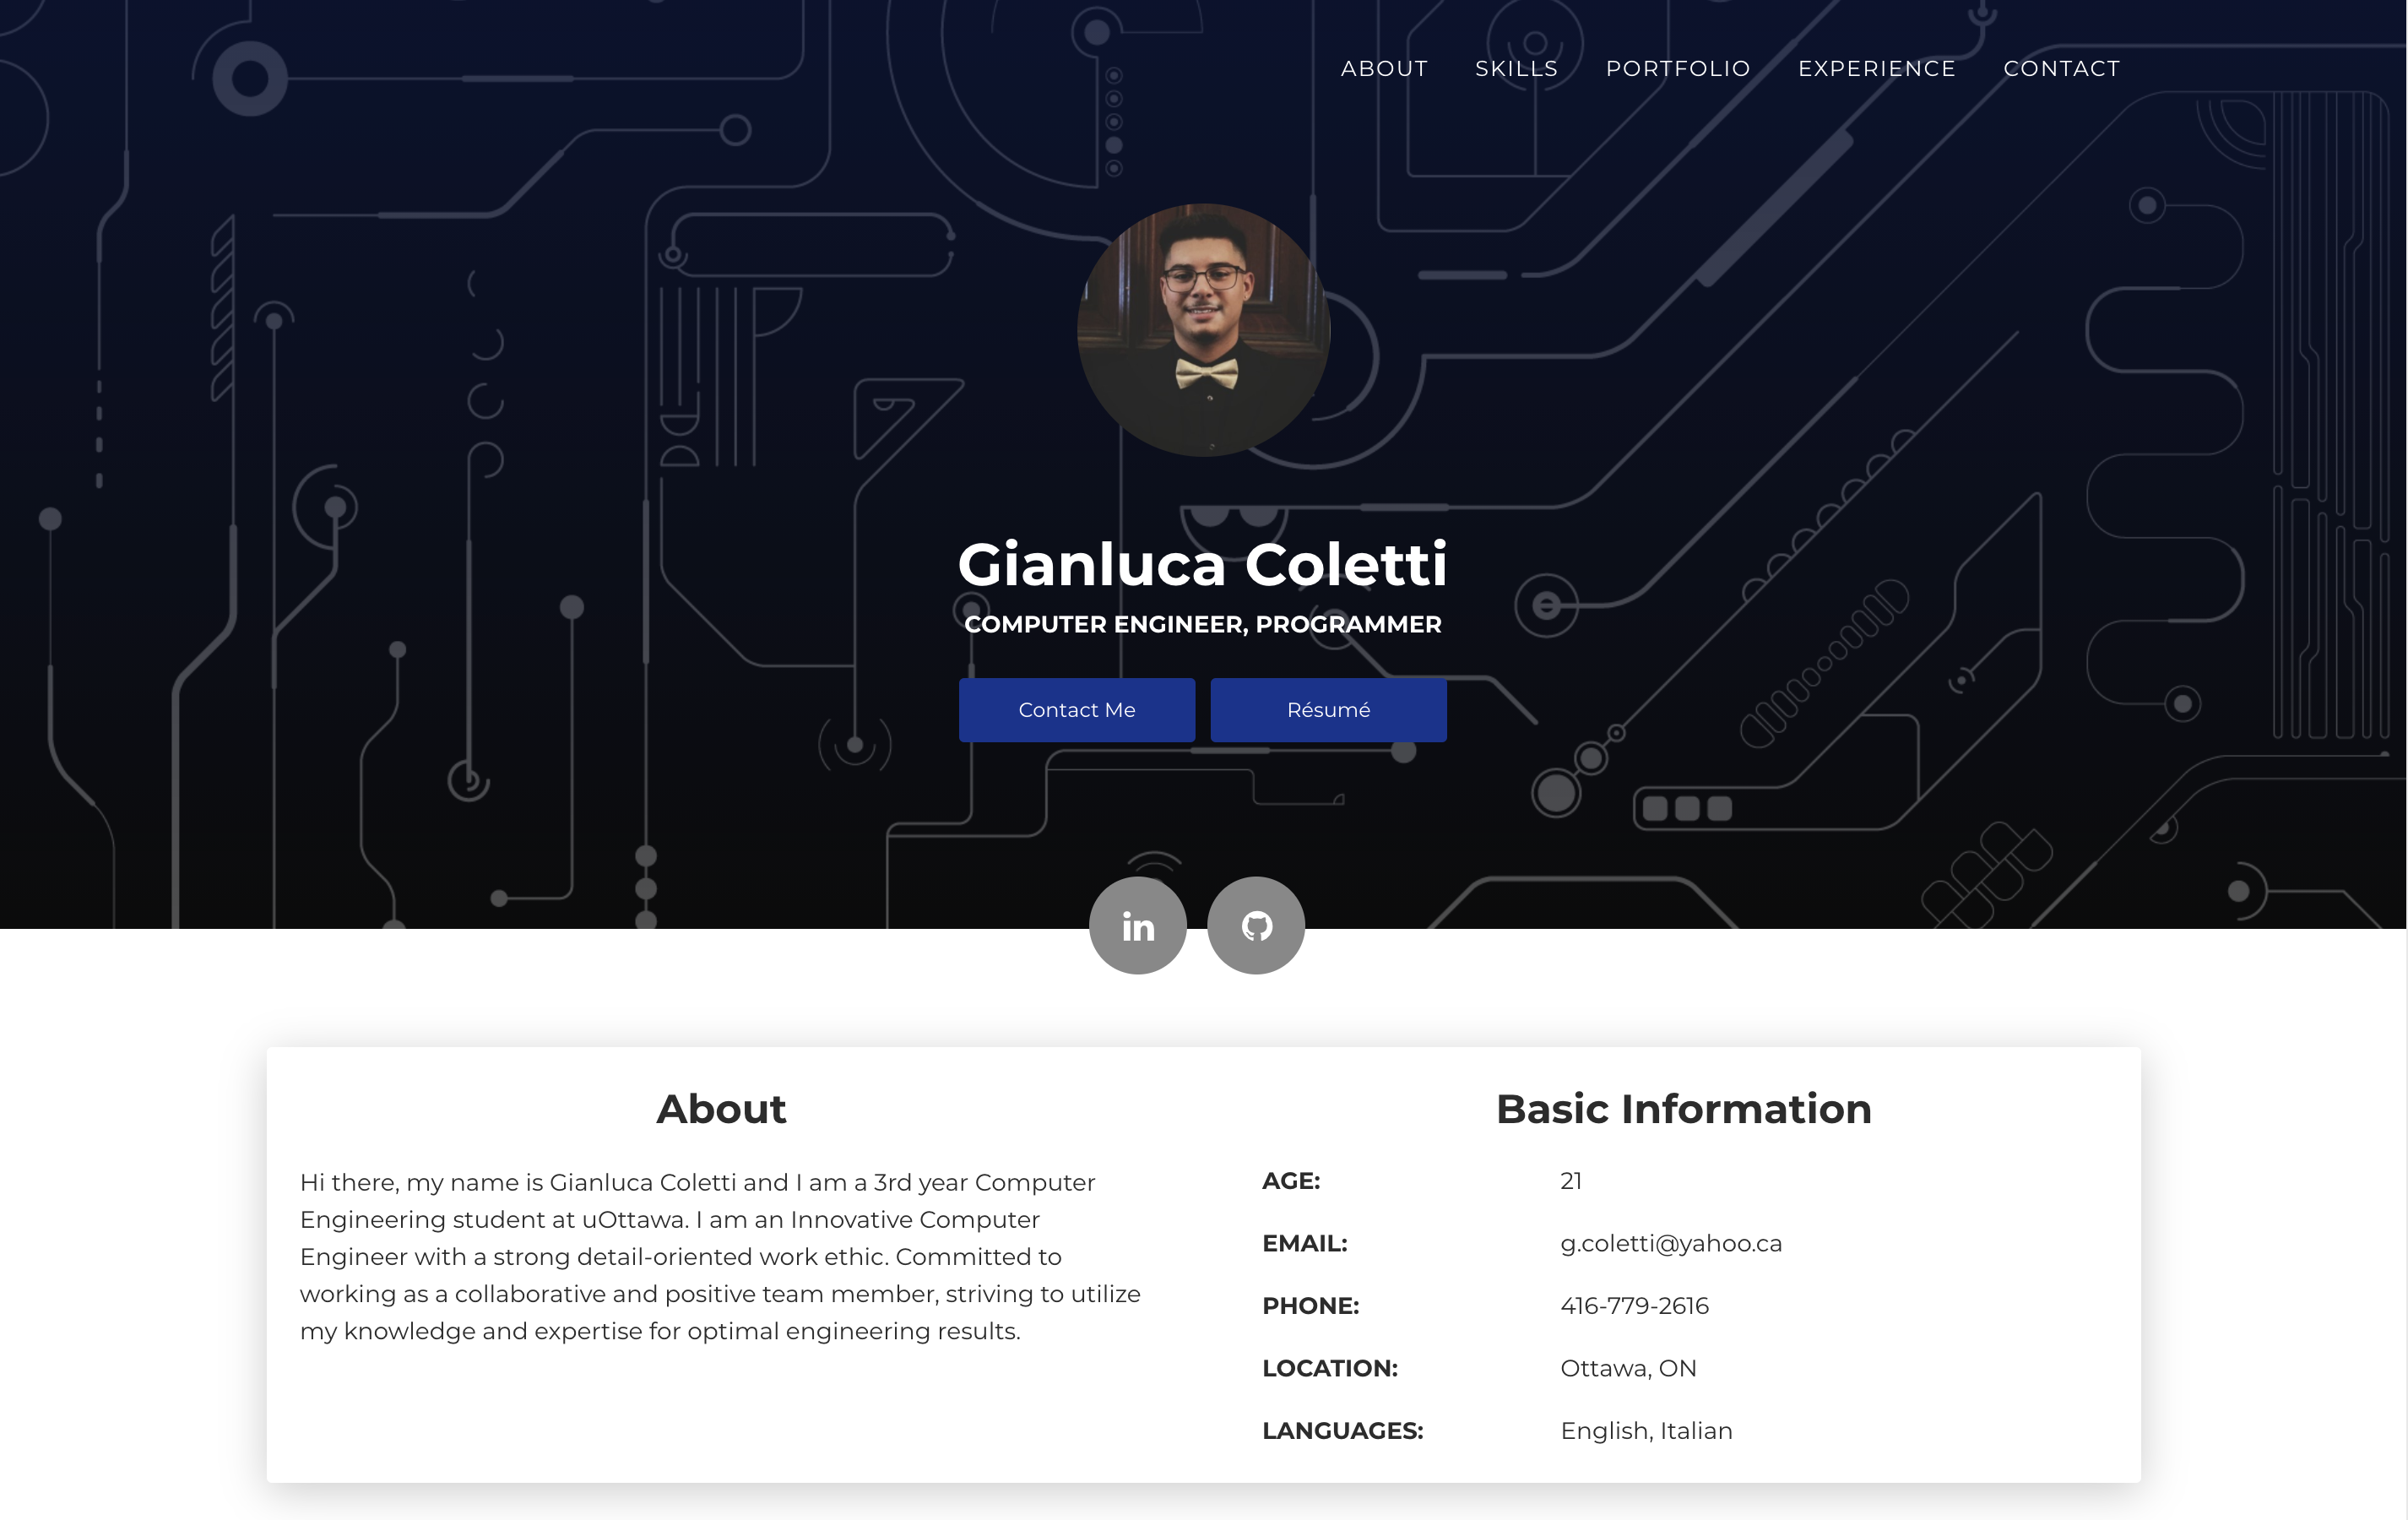 ABOUT SKILLS PORTFOLIO EXPERIENCE CONTACT
Gianluca Coletti
COMPUTER ENGINEER, PROGRAMMER
Contact Me Résumé
in
About
Hi there, my name is Gianluca Coletti and I am a 3rd year Computer
Engineering student at uOttawa. I am an Innovative Computer
Engineer with a strong detail-oriented work ethic. Committed to
working as a collaborative and positive team member, striving to utilize
my knowledge and expertise for optimal engineering results.
Basic Information
AGE: 21
EMAIL: g.coletti@yahoo.ca
PHONE: 416-779-2616
LOCATION: Ottawa, ON
LANGUAGES: English, Italian